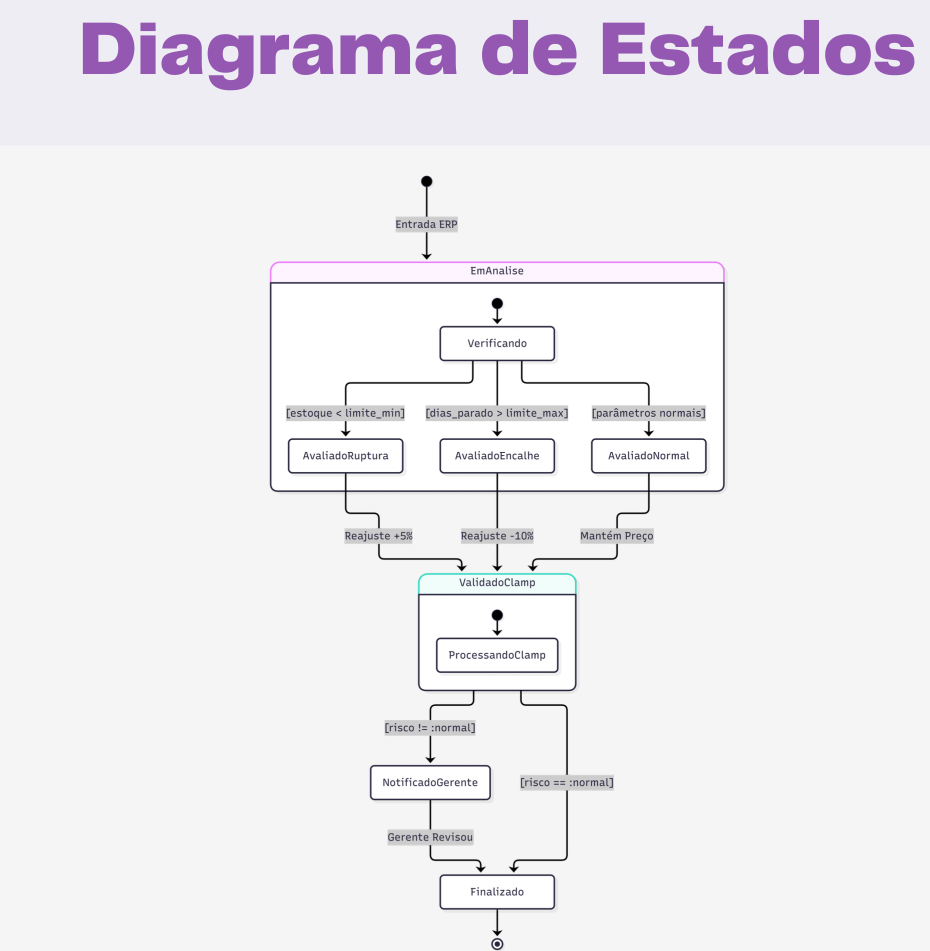 Diagrama de Estados
Entrada ERP
EmAnalise
Verificando
[estoque < limite_min]
[dias_parado > limite_max]
[parâmetros normais]
AvaliadoRuptura
AvaliadoEncalhe
AvaliadoNormal
Reajuste +5%
Reajuste -10%
Mantém Preço
ValidadoClamp
ProcessandoClamp
[risco != :normal]
NotificadoGerente
[risco == :normal]
Gerente Revisou
Finalizado